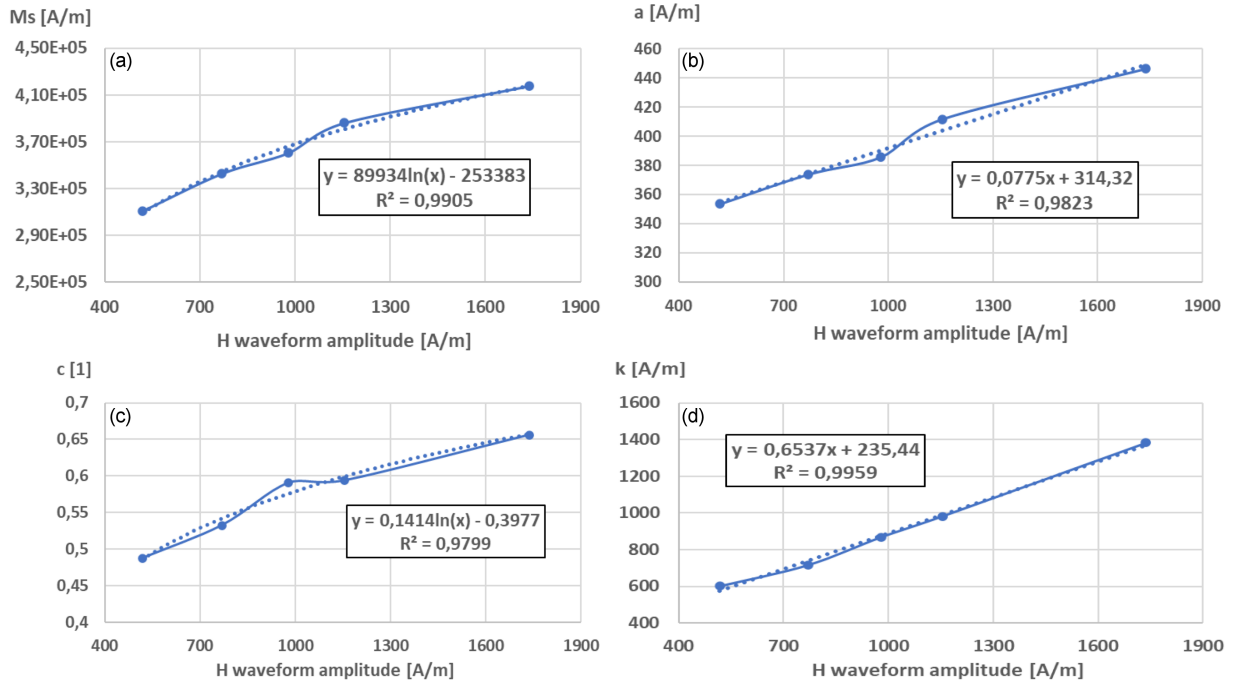 Ms [A/m]
4,50E+05
4,10E+05
3,70E+05
3,30E+05
2,90E+05
2,50E+05
(a)
y = 89934ln(x) - 253383
R² = 0,9905
400 700 1000 1300 1600 1900
H waveform amplitude [A/m]
a [A/m]
460
440
420
400
380
360
340
320
300
(b)
y = 0,0775x + 314,32
R² = 0,9823
400 700 1000 1300 1600 1900
H waveform amplitude [A/m]
c [1]
0,7
0,65
0,6
0,55
0,5
0,45
0,4
(c)
y = 0,1414ln(x) - 0,3977
R² = 0,9799
400 700 1000 1300 1600 1900
H waveform amplitude [A/m]
k [A/m]
1600
1400
1200
1000
800
600
400
(d)
y = 0,6537x + 235,44
R² = 0,9959
400 700 1000 1300 1600 1900
H waveform amplitude [A/m]